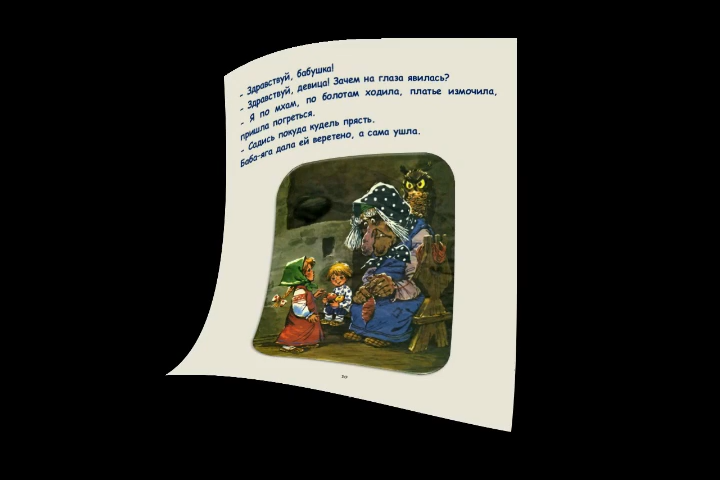 - Здравствуй, бабушка!
- Здравствуй, девица! Зачем на глаза явилась?
- Я по мхам, по болотам ходила, платье измочила,
пришла погреться.
- Садись покуда кудель прясть.
Баба-яга дала ей веретено, а сама ушла.